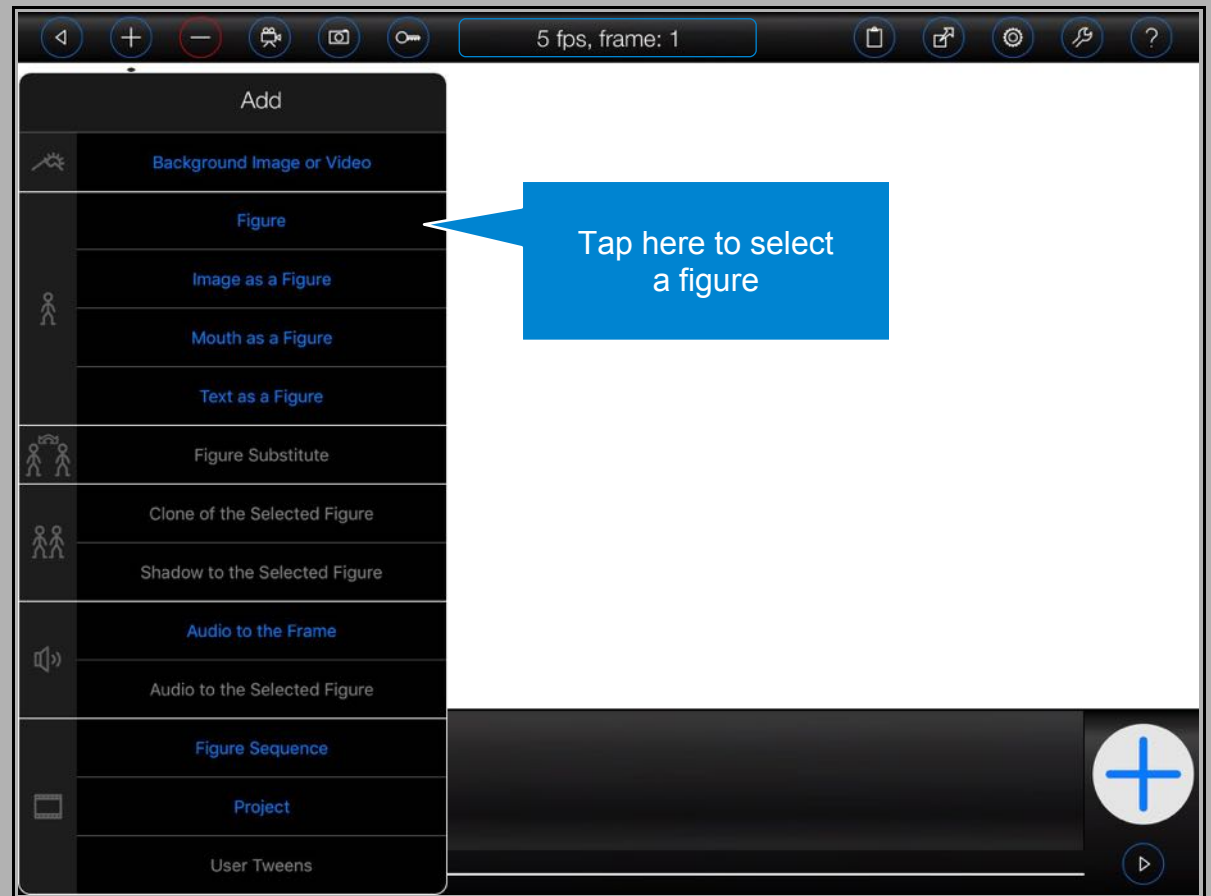 5 fps, frame: 1
?
Add
Background Image or Video
Figure
Image as a Figure
Mouth as a Figure
Text as a Figure
Figure Substitute
Clone of the Selected Figure
Shadow to the Selected Figure
Audio to the Frame
Audio to the Selected Figure
Figure Sequence
Project
User Tweens
Tap here to select
a figure